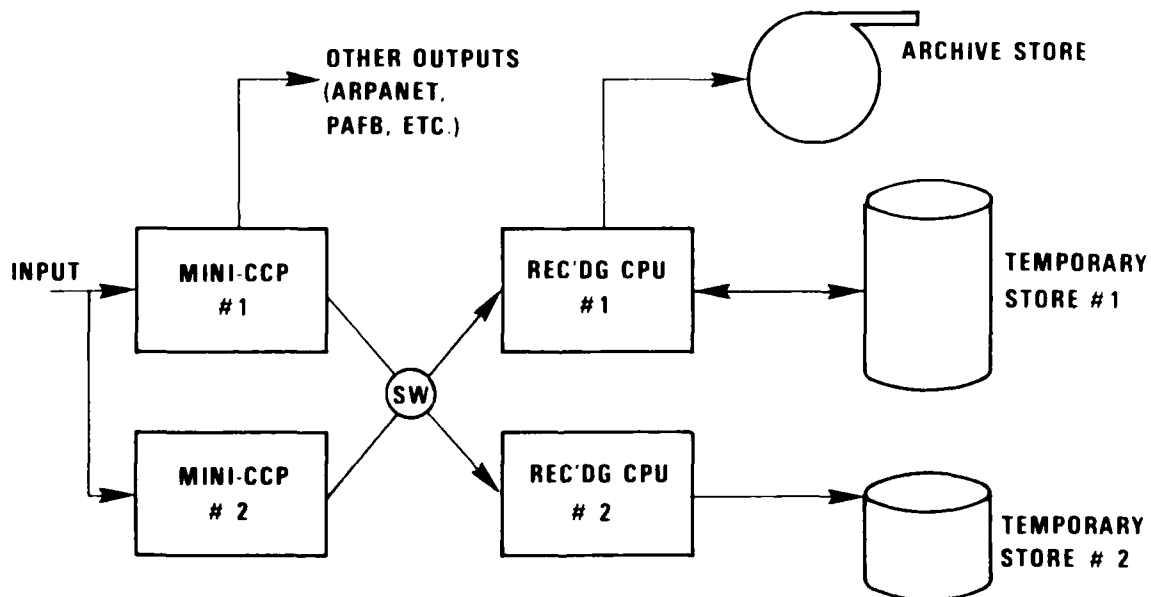 OTHER OUTPUTS
(ARPANET,
PAFB, ETC.)
ARCHIVE STORE
INPUT
MINI-CCP
#1
REC'DG CPU
#1
TEMPORARY
STORE #1
SW
MINI-CCP
# 2
REC'DG CPU
# 2
TEMPORARY
STORE # 2